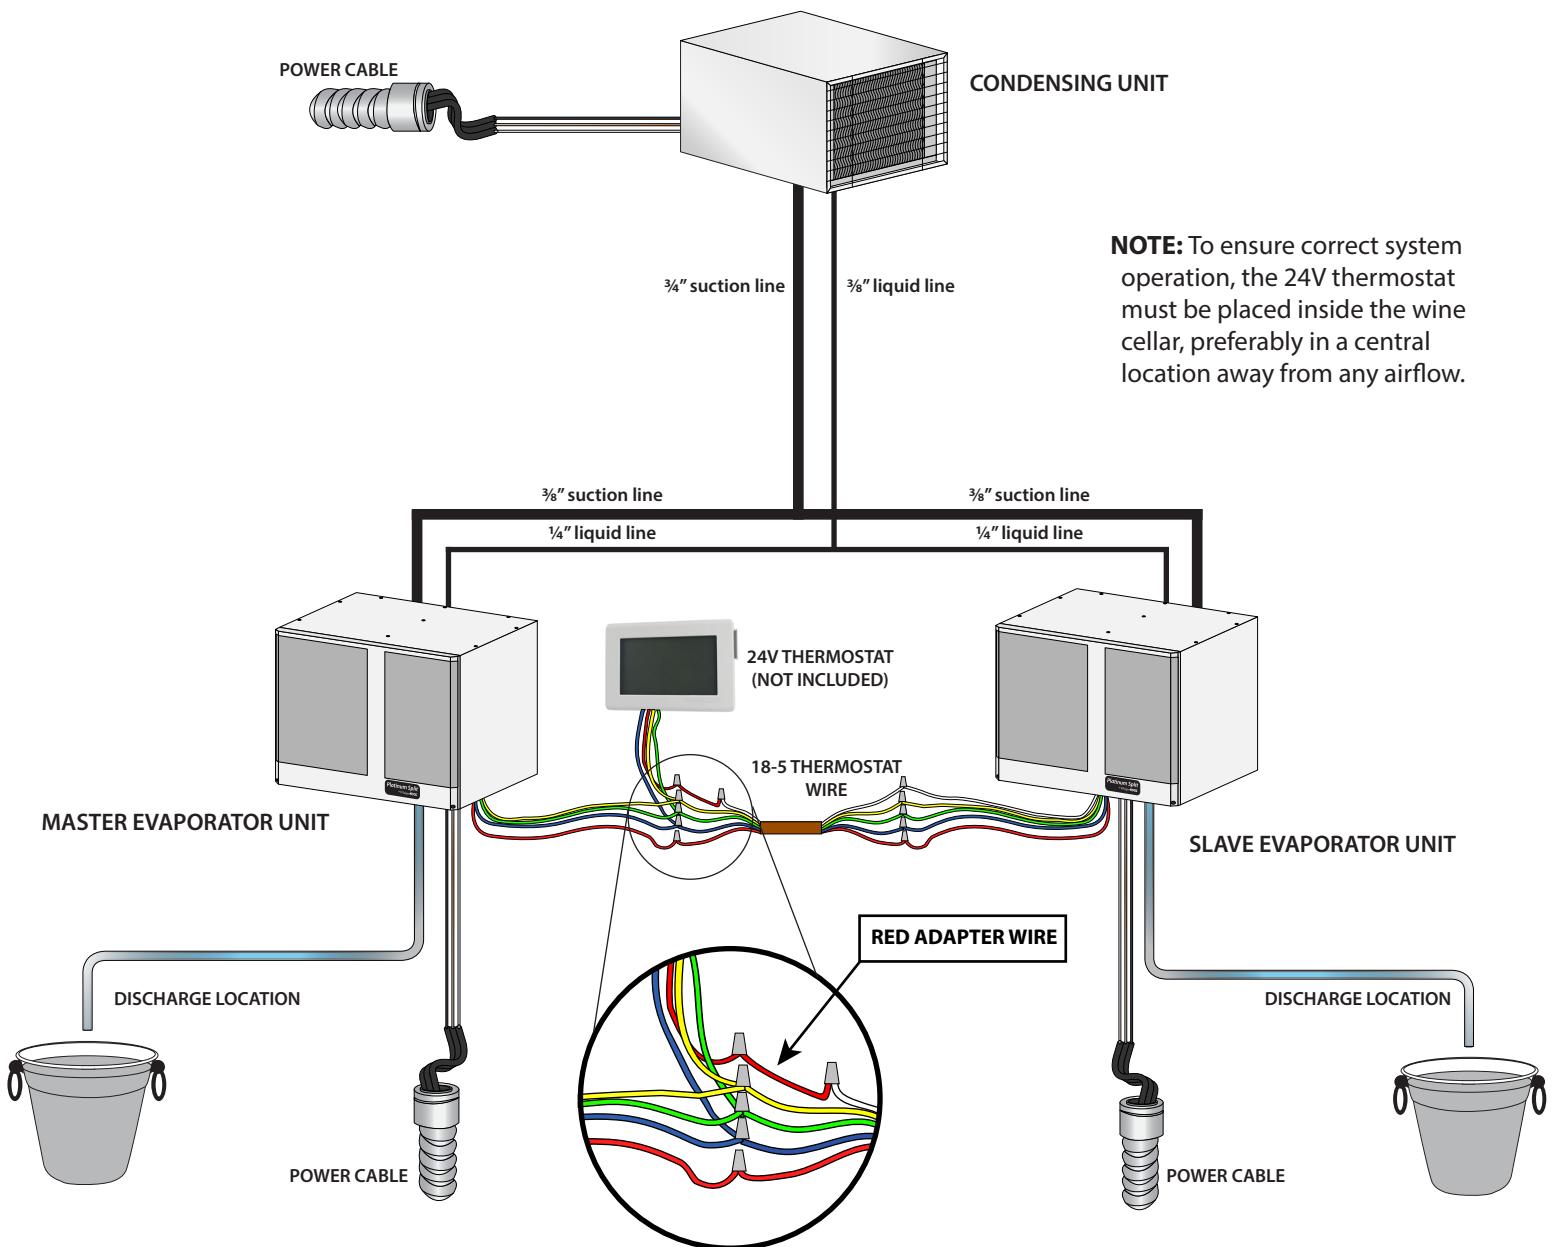 POWER CABLE
CONDENSING UNIT
NOTE: To ensure correct system
operation, the 24V thermostat
must be placed inside the wine
cellar, preferably in a central
location away from any airflow.
¾” suction line
⅜” liquid line
⅜” suction line
⅜” suction line
¼” liquid line
¼” liquid line
24V THERMOSTAT
(NOT INCLUDED)
18-5 THERMOSTAT
WIRE
Platinum Split
Platinum Split
MASTER EVAPORATOR UNIT
SLAVE EVAPORATOR UNIT
RED ADAPTER WIRE
DISCHARGE LOCATION
DISCHARGE LOCATION
POWER CABLE
POWER CABLE